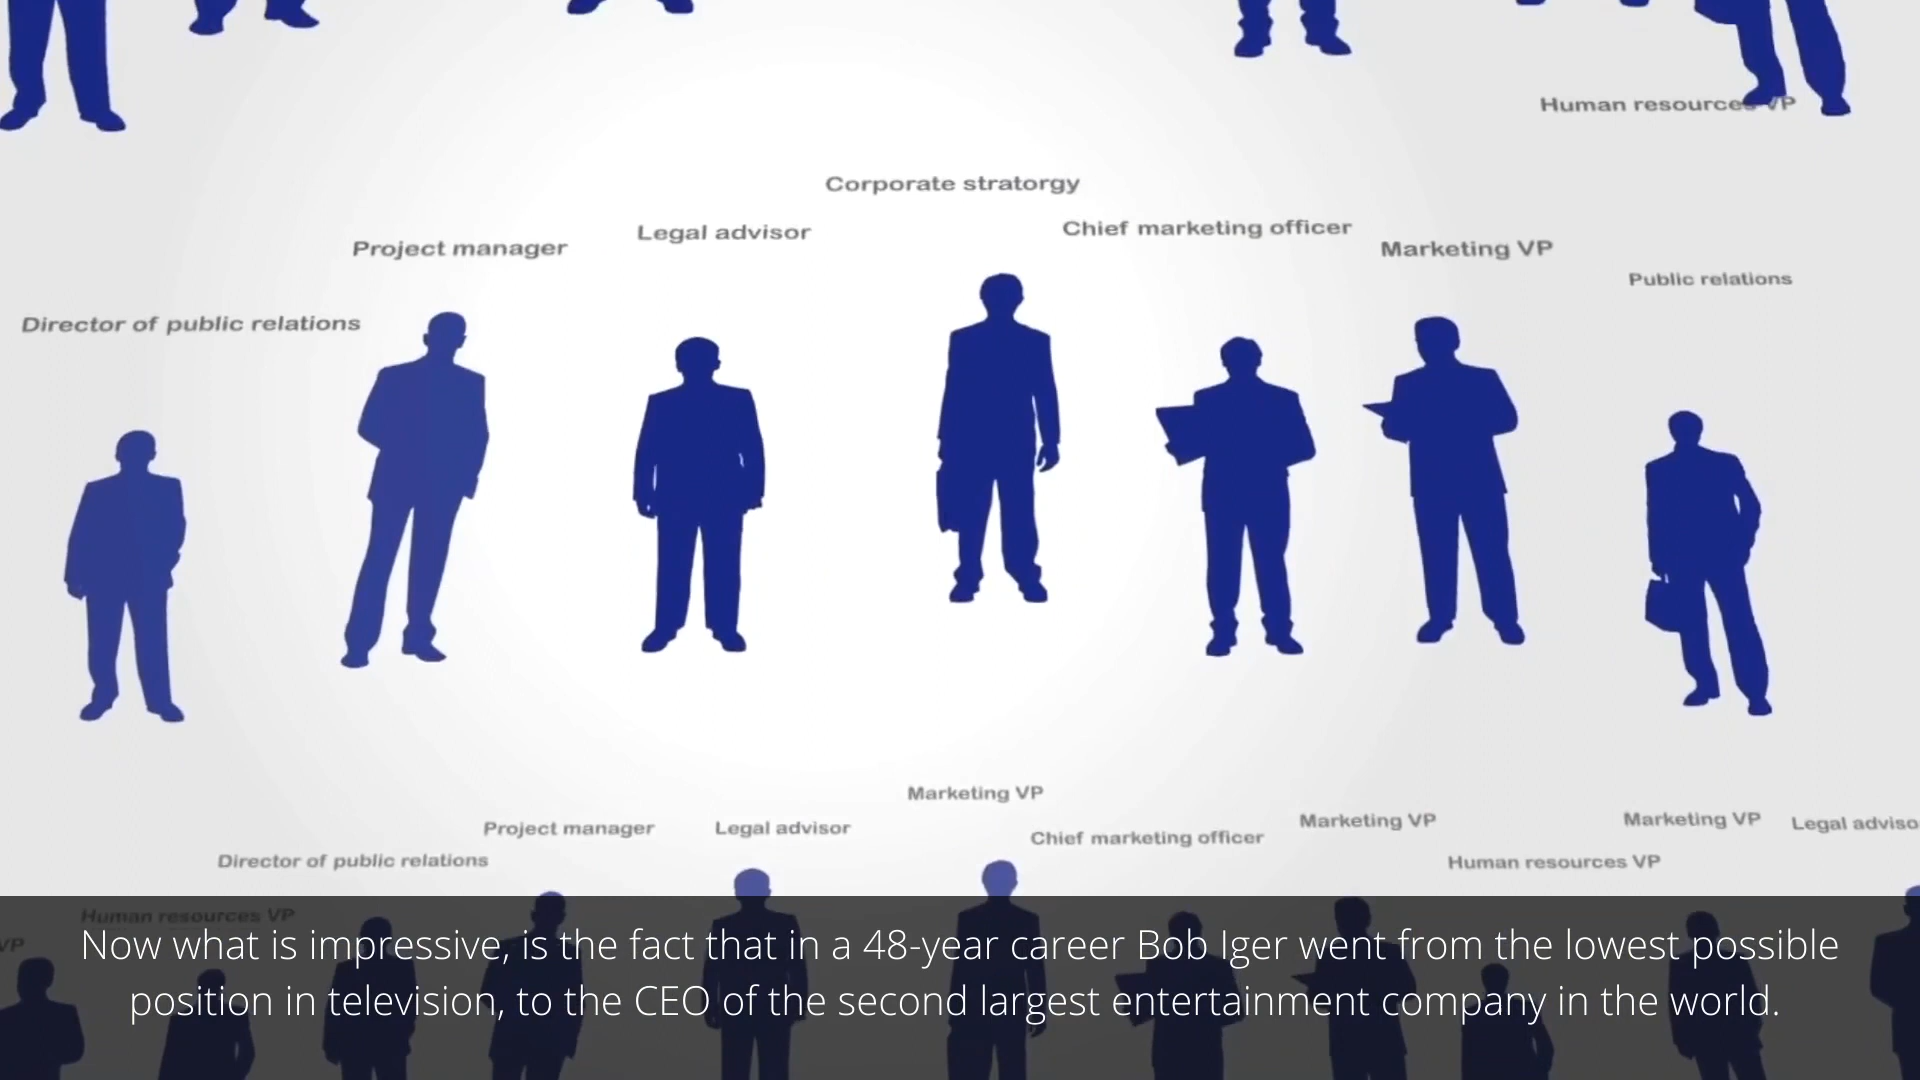 Human resources VP
Corporate stratorgy
Legal advisor
Chief marketing officer
Project manager
Marketing VP
Public relations
Director of public relations
Marketing VP
Project manager
Legal advisor
Chief marketing officer
Marketing VP
Marketing VP
Legal adviso
Director of public relations
Human resources VP
Human resources VP
VP
Now what is impressive, is the fact that in a 48-year career Bob Iger went from the lowest possible
position in television, to the CEO of the second largest entertainment company in the world.